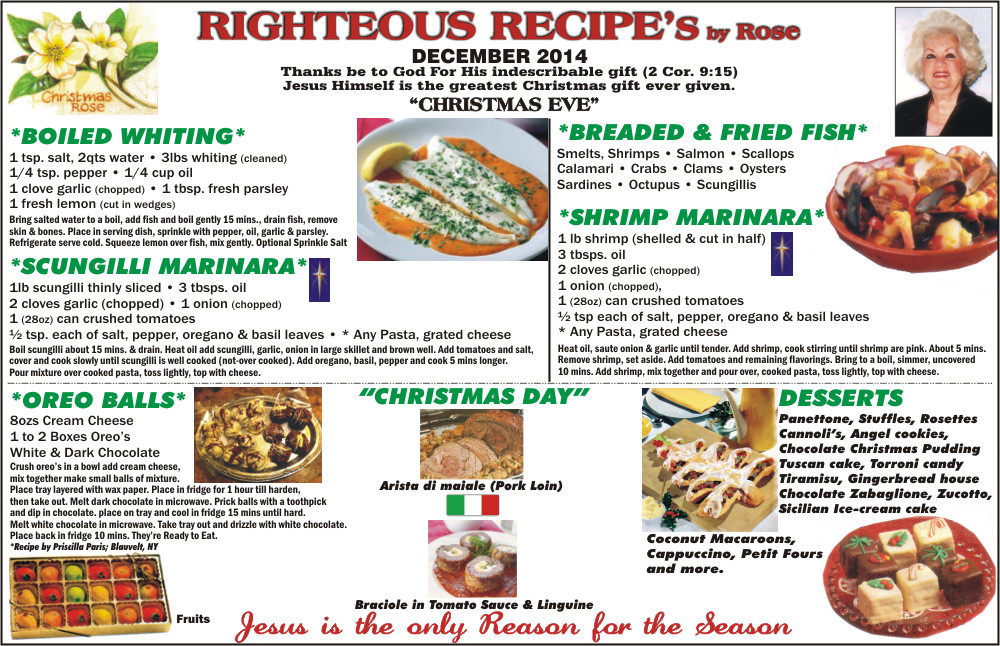 RIGHTEOUS RECIPE'S by Rose
DECEMBER 2014
Thanks be to God For His indescribable gift (2 Cor. 9:15)
Jesus Himself is the greatest Christmas gift ever given.
"CHRISTMAS EVE"
Christmas
Rose
*BOILED WHITING*
1 tsp. salt, 2qts water • 3lbs whiting (cleaned)
1/4 tsp. pepper • 1/4 cup oil
1 clove garlic (chopped) • 1 tbsp. fresh parsley
1 fresh lemon (cut in wedges)
Bring salted water to a boil, add fish and boil gently 15 mins., drain fish, remove
skin & bones. Place in serving dish, sprinkle with pepper, oil, garlic & parsley.
Refrigerate serve cold. Squeeze lemon over fish, mix gently. Optional Sprinkle Salt
*SCUNGILLI MARINARA*
1lb scungilli thinly sliced • 3 tbsps. oil
2 cloves garlic (chopped) • 1 onion (chopped)
1 (28oz) can crushed tomatoes
½ tsp. each of salt, pepper, oregano & basil leaves • * Any Pasta, grated cheese
Boil scungilli about 15 mins. & drain. Heat oil add scungilli, garlic, onion in large skillet and brown well. Add tomatoes and salt,
cover and cook slowly until scungilli is well cooked (not-over cooked). Add oregano, basil, pepper and cook 5 mins longer.
Pour mixture over cooked pasta, toss lightly, top with cheese.
*BREADED & FRIED FISH*
Smelts, Shrimps • Salmon • Scallops
Calamari • Crabs • Clams • Oysters
Sardines • Octupus • Scungillis
*SHRIMP MARINARA*
1 lb shrimp (shelled & cut in half)
3 tbsps. oil
2 cloves garlic (chopped)
1 onion (chopped),
1 (28oz) can crushed tomatoes
½ tsp each of salt, pepper, oregano & basil leaves
* Any Pasta, grated cheese
Heat oil, saute onion & garlic until tender. Add shrimp, cook stirring until shrimp are pink. About 5 mins.
Remove shrimp, set aside. Add tomatoes and remaining flavorings. Bring to a boil, simmer, uncovered
10 mins. Add shrimp, mix together and pour over, cooked pasta, toss lightly, top with cheese.
*OREO BALLS*
8ozs Cream Cheese
1 to 2 Boxes Oreo's
White & Dark Chocolate
Crush oreo's in a bowl add cream cheese,
mix together make small balls of mixture.
Place tray layered with wax paper. Place in fridge for 1 hour till harden,
then take out. Melt dark chocolate in microwave. Prick balls with a toothpick
and dip in chocolate. place on tray and cool in fridge 15 mins until hard.
Melt white chocolate in microwave. Take tray out and drizzle with white chocolate.
Place back in fridge 10 mins. They're Ready to Eat.
*Recipe by Priscilla Paris; Blauvelt, NY
Fruits
"CHRISTMAS DAY"
Arista di maiale (Pork Loin)
Braciole in Tomato Sauce & Linguine
DESSERTS
Panettone, Stuffles, Rosettes
Cannoli's, Angel cookies,
Chocolate Christmas Pudding
Tuscan cake, Torroni candy
Tiramisu, Gingerbread house
Chocolate Zabaglione, Zucotto,
Sicilian Ice-cream cake
Coconut Macaroons,
Cappuccino, Petit Fours
and more.
Jesus is the only Reason for the Season